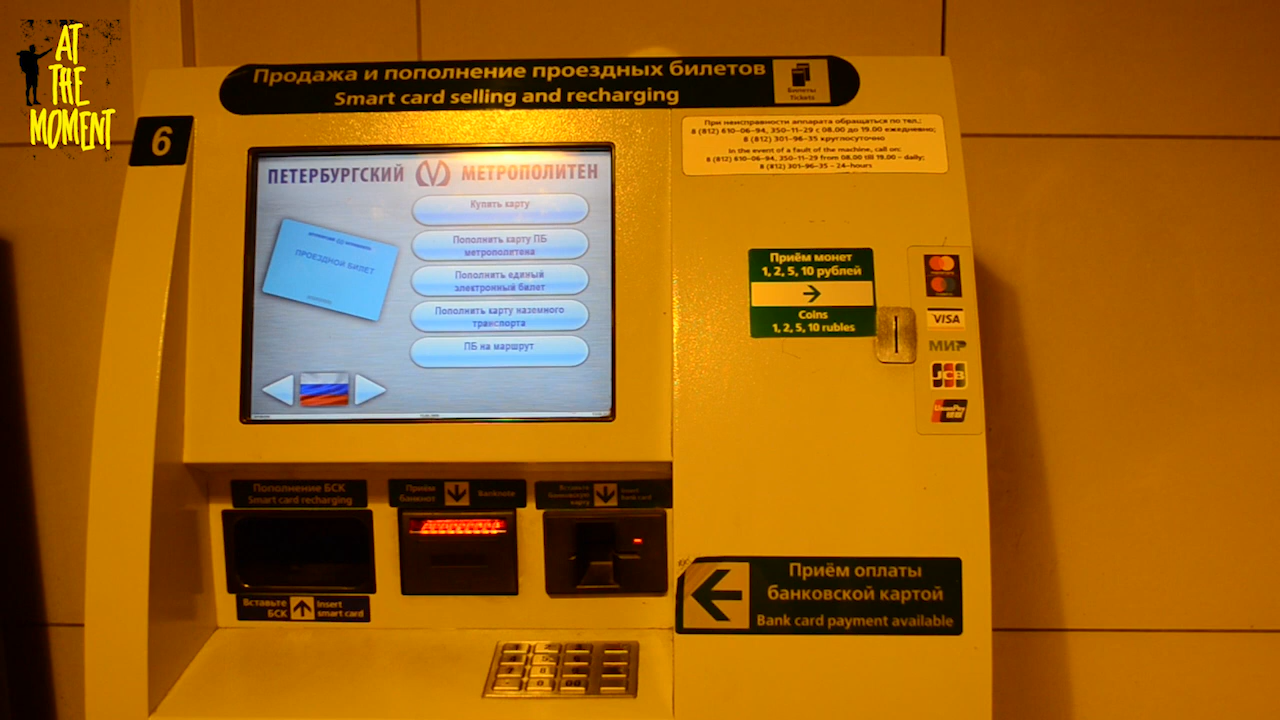 AT
THE
MOMENT
Продажа и пополнение проездных билетов
Smart card selling and recharging
Билеты
Tickets
6
При неисправности аппарата обращаться по тел.:
8 (812) 610-06-94, 350-11-29 с 08.00 до 19.00 ежедневно;
8 (812) 301-96-35 круглосуточно
In the event of a fault of the machine, call on:
8 (812) 610-06-94, 350-11-29 from 08.00 till 19.00 - daily;
8 (812) 301-96-35 - 24-hours
ПЕТЕРБУРГСКИЙ МЕТРОПОЛИТЕН
Купить карту
Пополнить карту ПБ
метрополитена
Пополнить единый
электронный билет
Пополнить карту наземного
транспорта
ПБ на маршрут
ПРОЕЗДНОЙ БИЛЕТ
Приём монет
1, 2, 5, 10 рублей
Coins
1, 2, 5, 10 rubles
VISA
МИР
JCB
UnionPay
Пополнение БСК
Smart card recharging
Приём
банкнот
Banknote
Вставьте
банковскую
карту
Insert
bank card
Вставьте
БСК
Insert
smart card
Приём оплаты
банковской картой
Bank card payment available